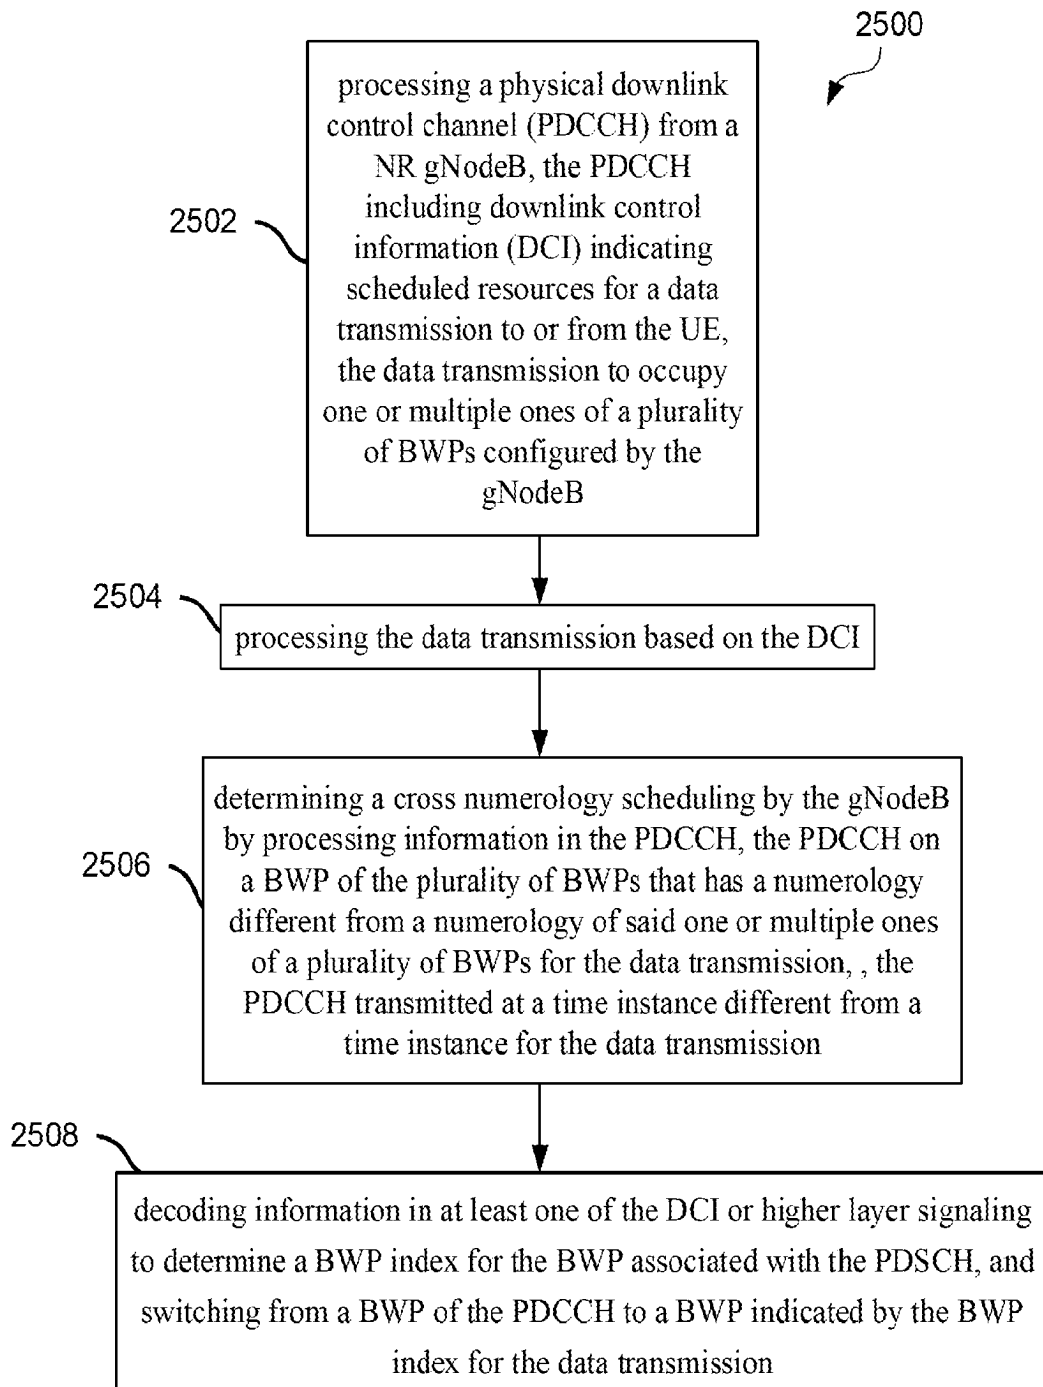 2500
processing a physical downlink
control channel (PDCCH) from a
NR gNodeB, the PDCCH
including downlink control
information (DCI) indicating
scheduled resources for a data
transmission to or from the UE,
the data transmission to occupy
one or multiple ones of a plurality
of BWPs configured by the
gNodeB
2502
2504
processing the data transmission based on the DCI
2506
determining a cross numerology scheduling by the gNodeB
by processing information in the PDCCH, the PDCCH on
a BWP of the plurality of BWPs that has a numerology
different from a numerology of said one or multiple ones
of a plurality of BWPs for the data transmission, , the
PDCCH transmitted at a time instance different from a
time instance for the data transmission
2508
decoding information in at least one of the DCI or higher layer signaling
to determine a BWP index for the BWP associated with the PDSCH, and
switching from a BWP of the PDCCH to a BWP indicated by the BWP
index for the data transmission